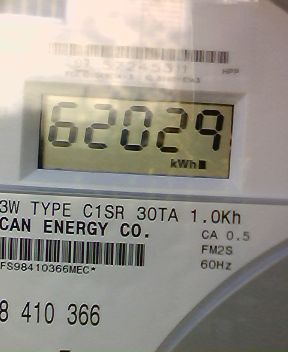 HPP
62029
kWh
3W TYPE C1SR 30TA 1.0Kh
CAN ENERGY CO.
CA 0.5
FM2S
60Hz
FS98410366MEC*
8 410 366